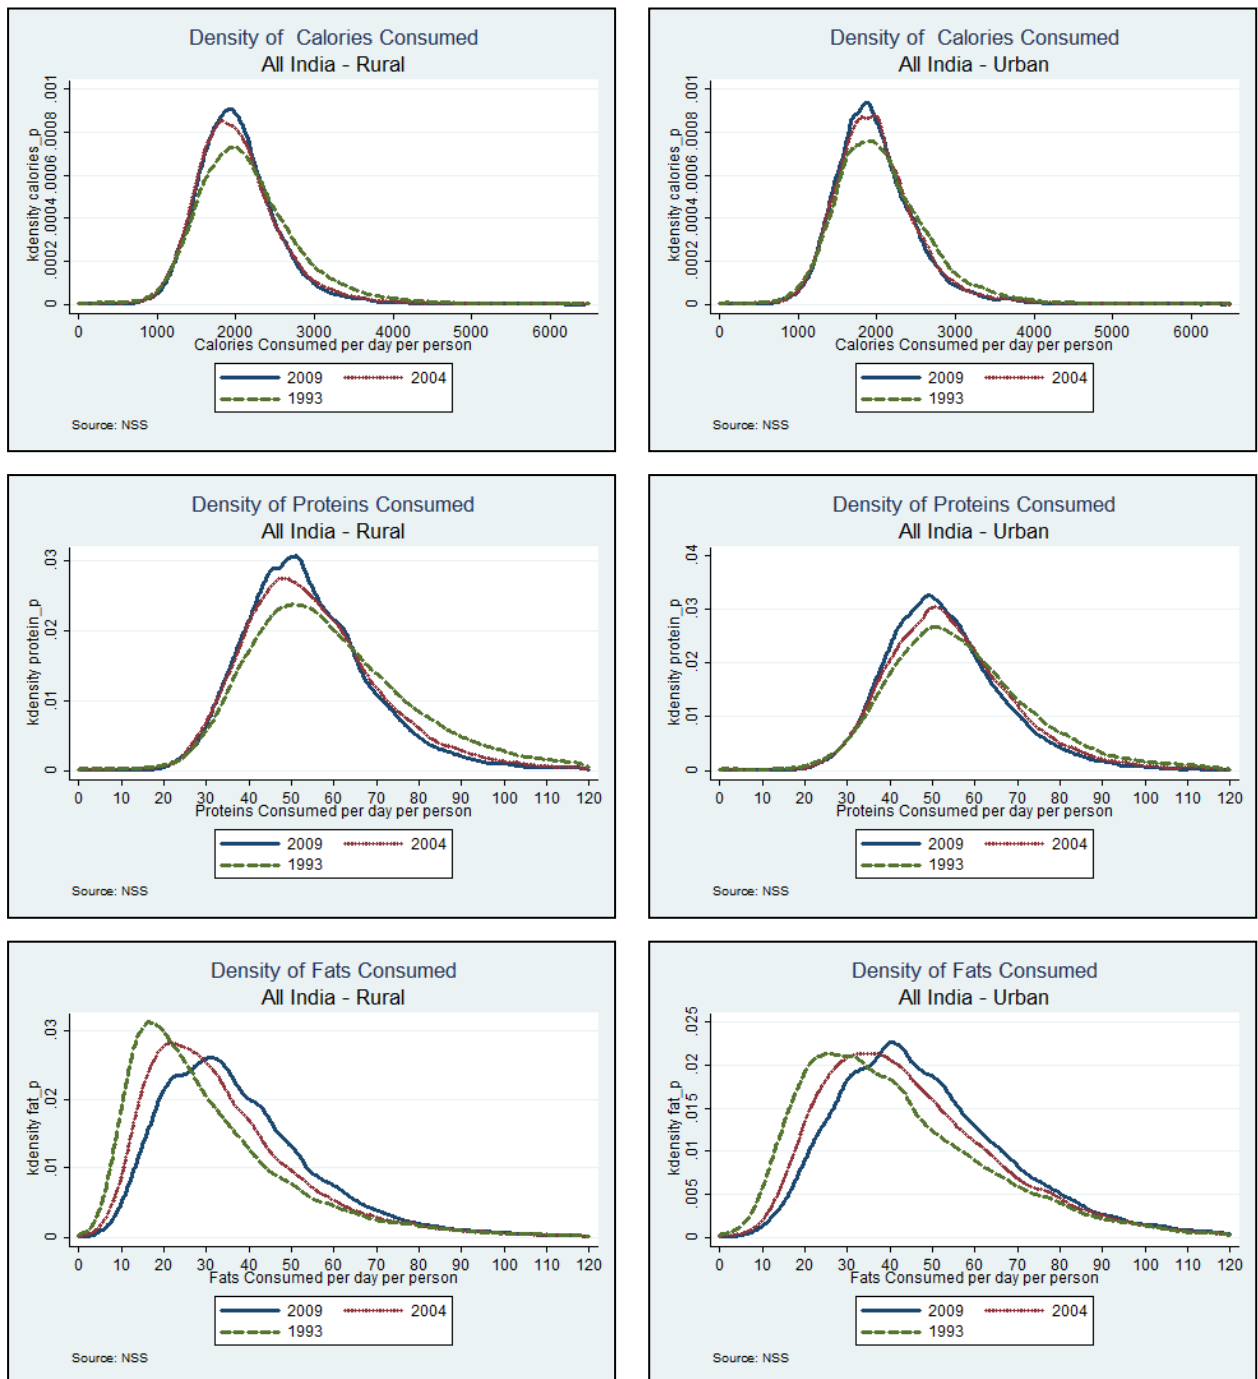 Density of  Calories Consumed
All India - Rural
kdensity calories_p
0 .0002 .0004 .0006 .0008 .001
0 1000 2000 3000 4000 5000 6000
Calories Consumed per day per person
2009 2004
1993
Source: NSS
Density of  Calories Consumed
All India - Urban
kdensity calories_p
0 .0002 .0004 .0006 .0008 .001
0 1000 2000 3000 4000 5000 6000
Calories Consumed per day per person
2009 2004
1993
Source: NSS
Density of Proteins Consumed
All India - Rural
kdensity protein_p
0 .01 .02 .03
0 10 20 30 40 50 60 70 80 90 100 110 120
Proteins Consumed per day per person
2009 2004
1993
Source: NSS
Density of Proteins Consumed
All India - Urban
kdensity protein_p
0 .01 .02 .03 .04
0 10 20 30 40 50 60 70 80 90 100 110 120
Proteins Consumed per day per person
2009 2004
1993
Source: NSS
Density of Fats Consumed
All India - Rural
kdensity fat_p
0 .01 .02 .03
0 10 20 30 40 50 60 70 80 90 100 110 120
Fats Consumed per day per person
2009 2004
1993
Source: NSS
Density of Fats Consumed
All India - Urban
kdensity fat_p
0 .005 .01 .015 .02 .025
0 10 20 30 40 50 60 70 80 90 100 110 120
Fats Consumed per day per person
2009 2004
1993
Source: NSS